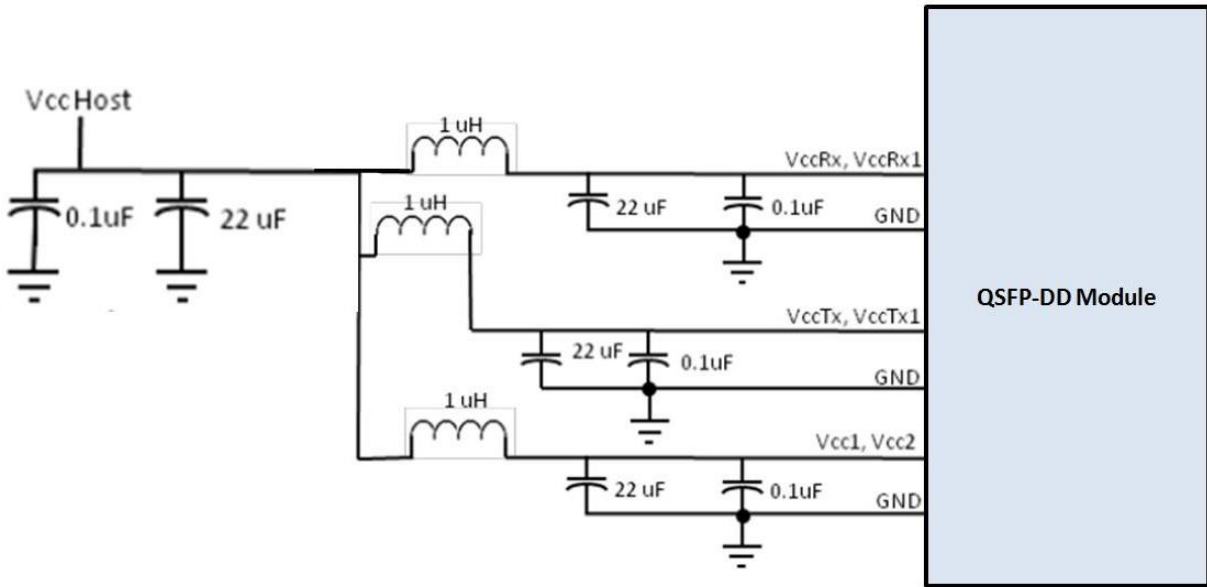 VccHost
1 uH
VccRx, VccRx1
0.1uF
22 uF
22 uF
0.1uF
GND
1 uH
QSFP-DD Module
VccTx, VccTx1
22 uF
0.1uF
GND
1 uH
Vcc1, Vcc2
22 uF
0.1uF
GND